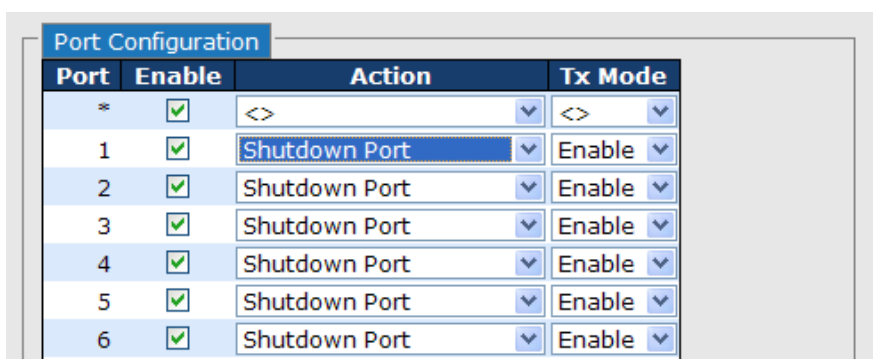 Port Configuration
Port Enable Action Tx Mode
* <> <>
1 Shutdown Port Enable
2 Shutdown Port Enable
3 Shutdown Port Enable
4 Shutdown Port Enable
5 Shutdown Port Enable
6 Shutdown Port Enable